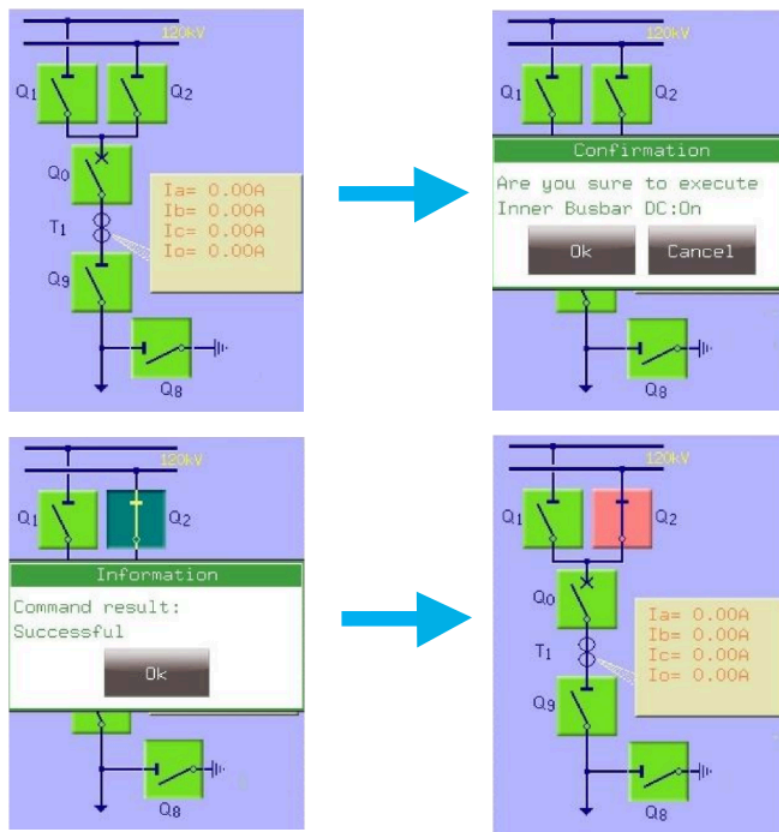 120kV
Q1
Q2
Q0
Ia= 0.00A
Ib= 0.00A
Ic= 0.00A
Io= 0.00A
T1
Q9
Q8
120kV
Q1
Q2
Confirmation
Are you sure to execute
Inner Busbar DC:On
Ok
Cancel
Q8
120kV
Q1
Q2
Information
Command result:
Successful
Ok
Q8
120kV
Q1
Q2
Q0
Ia= 0.00A
Ib= 0.00A
Ic= 0.00A
Io= 0.00A
T1
Q9
Q8